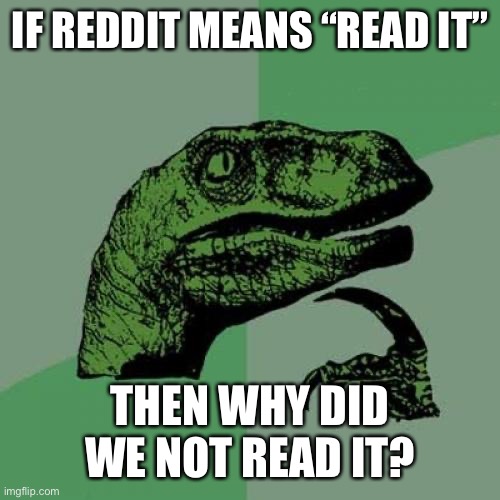 IF REDDIT MEANS “READ IT”
THEN WHY DID
WE NOT READ IT?
imgflip.com